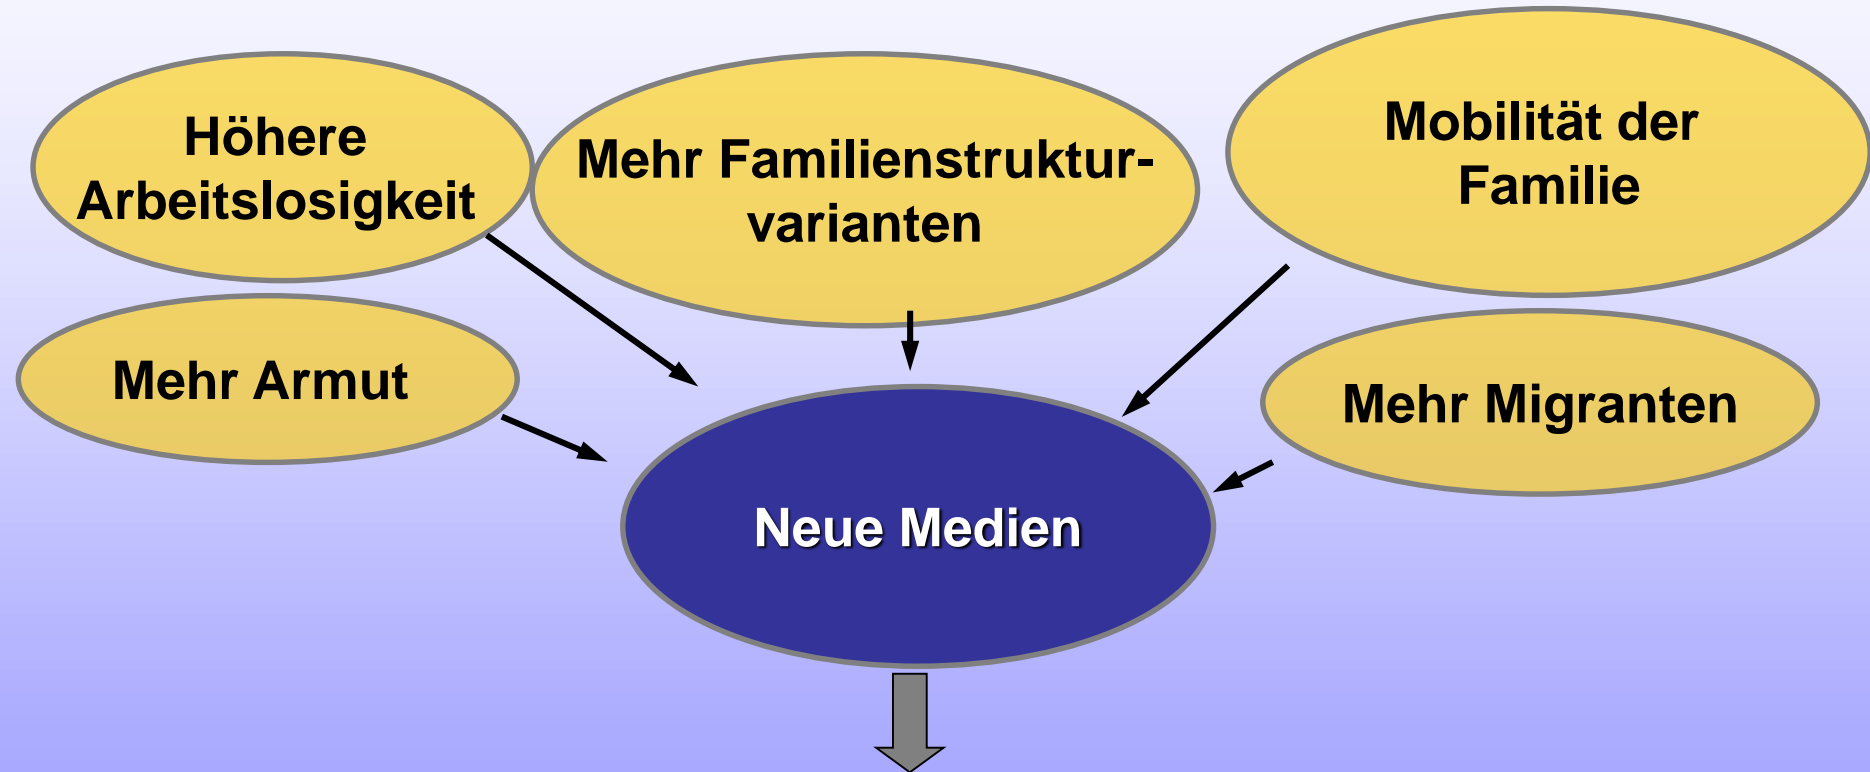 Höhere
Arbeitslosigkeit
Mehr Familienstruktur-
varianten
Mobilität der
Familie
Mehr Armut
Mehr Migranten
Neue Medien